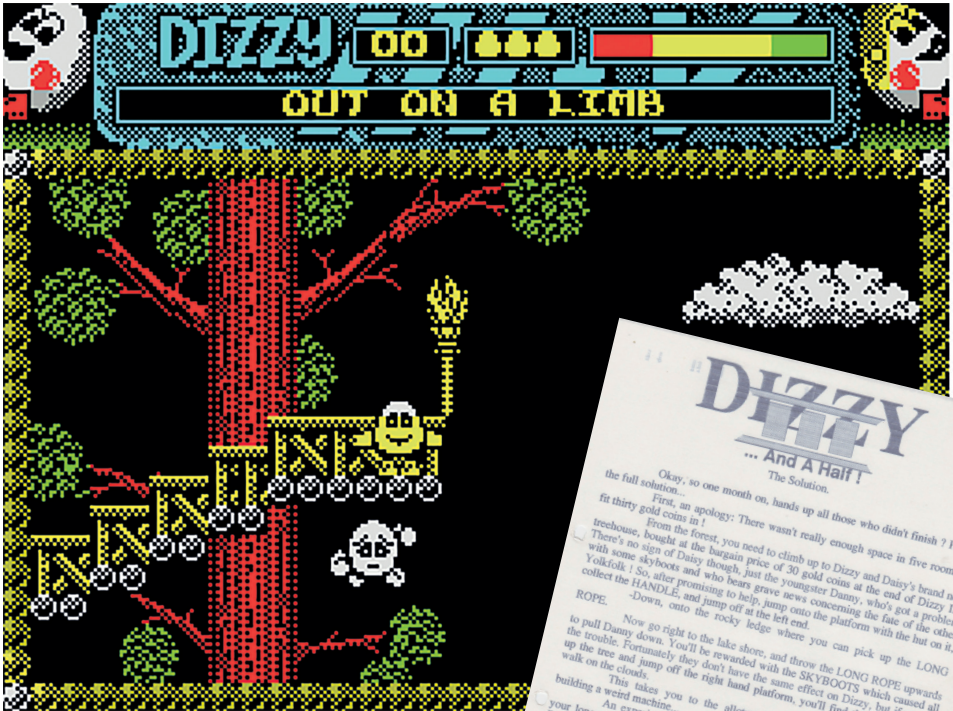 DIZZY 00
OUT ON A LIMB
DIZZY
III
... And A Half !
The Solution.
Okay, so one month on, hands up all those who didn't finish ?
the full solution...
First, an apology: There wasn't really enough space in five
fit thirty gold coins in !
From the forest, you need to climb up to Dizzy and Daisy's brand
treehouse, bought at the bargain price of 30 gold coins at the end of Dizzy
There's no sign of Daisy though, just the youngster Danny, who's got a
with some skyboots and who bears grave news concerning the fate of the
Yolkfolk ! So, after promising to help, jump onto the platform with the hut on it,
collect the HANDLE, and jump off at the left end.
-Down, onto the rocky ledge where you can pick up the LONG
ROPE.
Now go right to the lake shore, and throw the LONG ROPE upwards
to pull Danny down. You'll be rewarded with the SKYBOOTS which caused all
the trouble. Fortunately they don't have the same effect on Dizzy, but
up the tree and jump off the right hand platform, you'll
walk on the clouds.
This takes you to the
building a weird machine
An
your